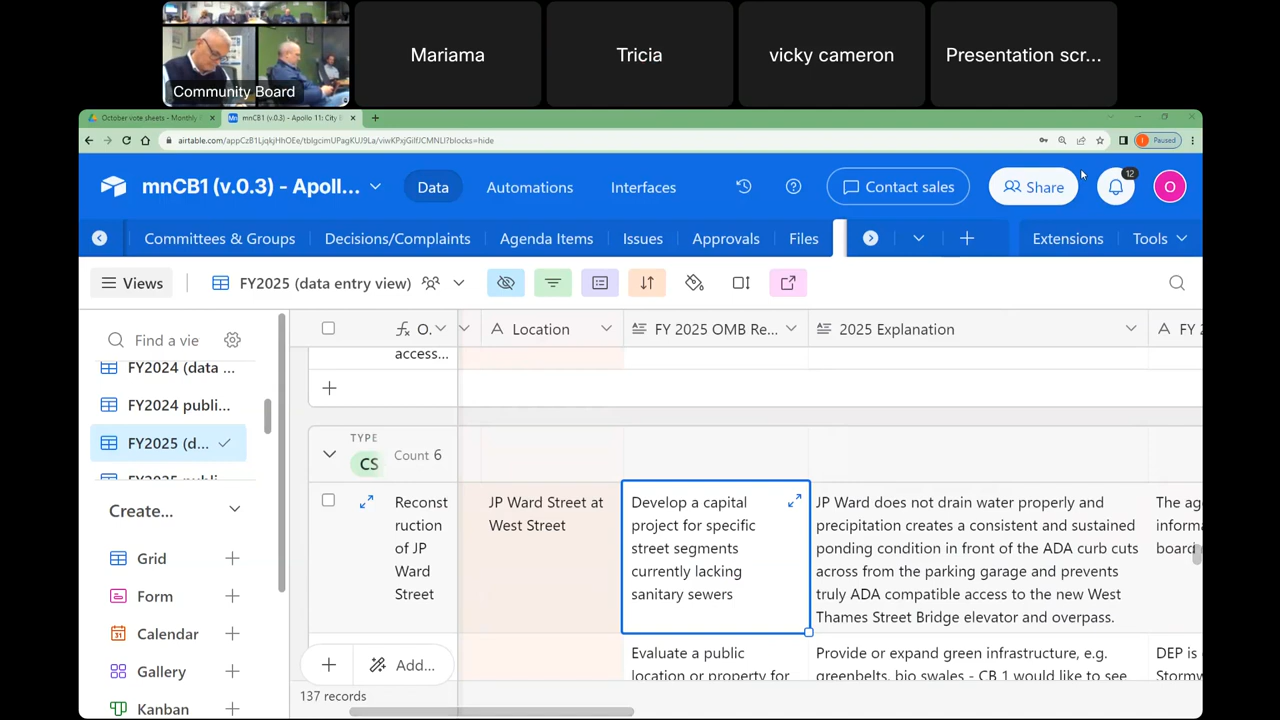 Community Board
Mariama
Tricia
vicky cameron
Presentation scr...
October vote sheets - Monthly
mnCB1 (v.0.3) - Apollo 11: City
airtable.com/appCzB1LjqkjHhOEe/tblgcimUPagKUJ9La/viwKPxjGilfJCMNLI?blocks=hide
Paused
mnCB1 (v.0.3) - Apoll...
Data
Automations
Interfaces
Contact sales
Share
12
O
Committees & Groups
Decisions/Complaints
Agenda Items
Issues
Approvals
Files
Extensions
Tools
Views
FY2025 (data entry view)
Find a vie
FY2024 (data ...
FY2024 publi...
FY2025 (d...
FY2025 publi...
Create...
Grid
Form
Calendar
Gallery
Kanban
O.
Location
FY 2025 OMB Re...
2025 Explanation
FY 2
access...
TYPE
CS
Count 6
Reconst
ruction
of JP
Ward
Street
JP Ward Street at
West Street
Develop a capital
project for specific
street segments
currently lacking
sanitary sewers
JP Ward does not drain water properly and
precipitation creates a consistent and sustained
ponding condition in front of the ADA curb cuts
across from the parking garage and prevents
truly ADA compatible access to the new West
Thames Street Bridge elevator and overpass.
The age
informa
board
Evaluate a public
location or property for
Provide or expand green infrastructure, e.g.
greenbelts, bio swales - CB 1 would like to see
DEP is
Stormw
Add...
137 records